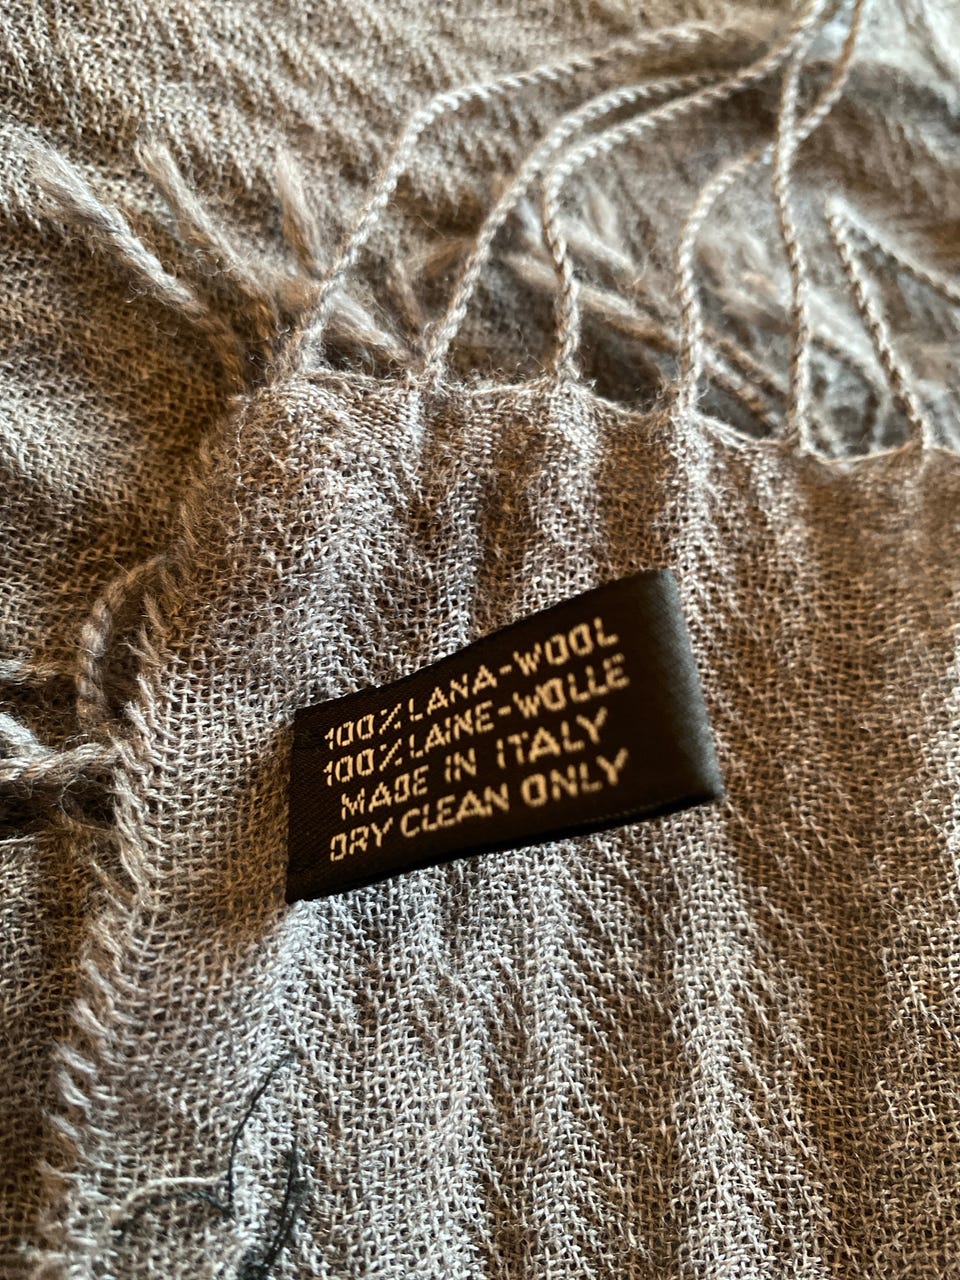 100% LANA-WOOL
100% LAINE-WOLLE
MADE IN ITALY
DRY CLEAN ONLY